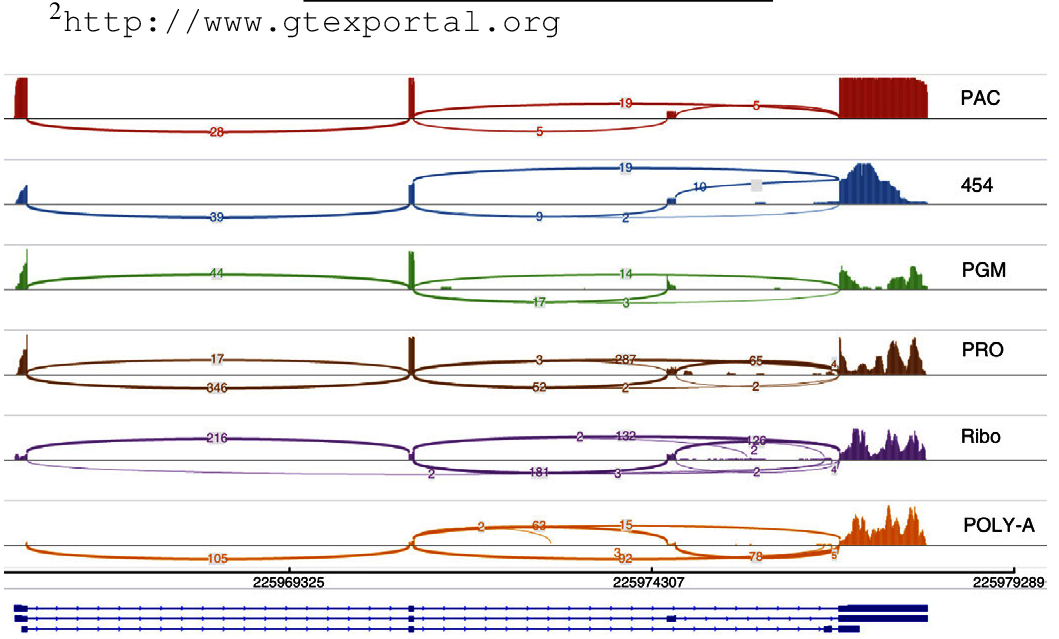 ²http://www.gtexportal.org
19 5 PAC
28 5
19 10 454
39 9 2
44 14 PGM
17 3
17 3 287 65 4 PRO
346 52 2 2
216 2 132 126 2 Ribo
2 181 3 2 4
2 63 15 POLY-A
105 3 92 78 5
225969325 225974307 225979289